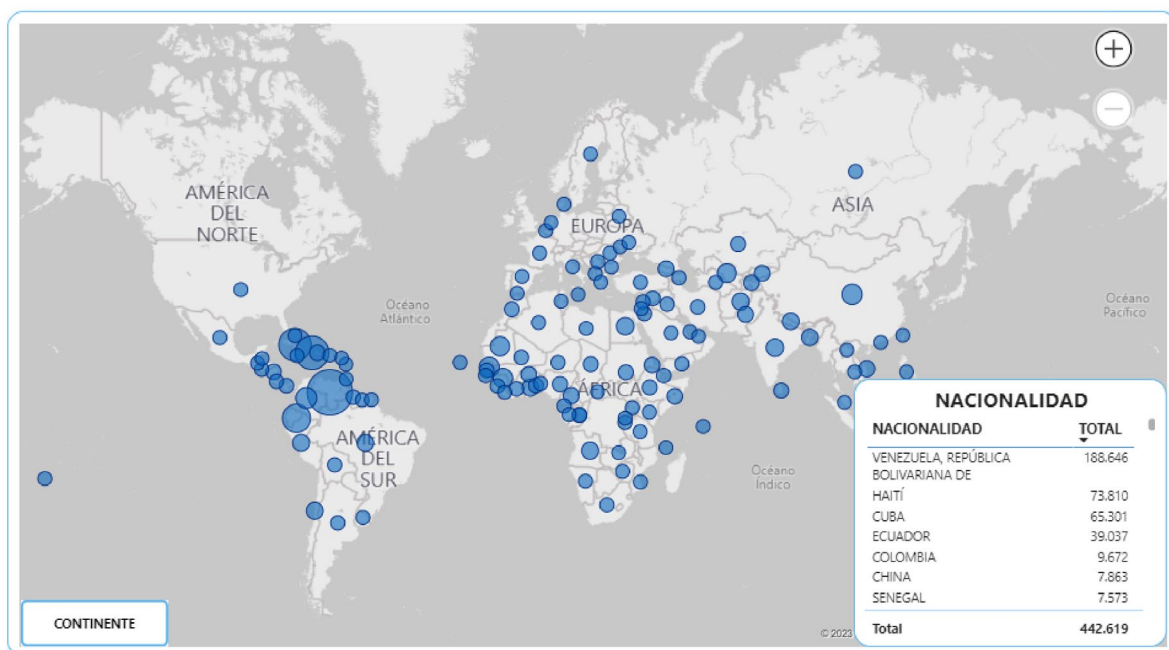 AMÉRICA
DEL
NORTE
EUROPA
ASIA
Océano
Atlántico
Océano
Pacífico
ÁFRICA
AMÉRICA
DEL
SUR
Océano
Índico
CONTINENTE
© 2023
NACIONALIDAD
NACIONALIDAD TOTAL
VENEZUELA, REPÚBLICA 188.646
BOLIVARIANA DE
HAITÍ 73.810
CUBA 65.301
ECUADOR 39.037
COLOMBIA 9.672
CHINA 7.863
SENEGAL 7.573
Total 442.619